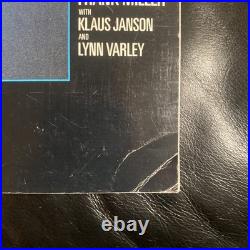 FRANK MILLER
WITH
KLAUS JANSON
AND
LYNN VARLEY